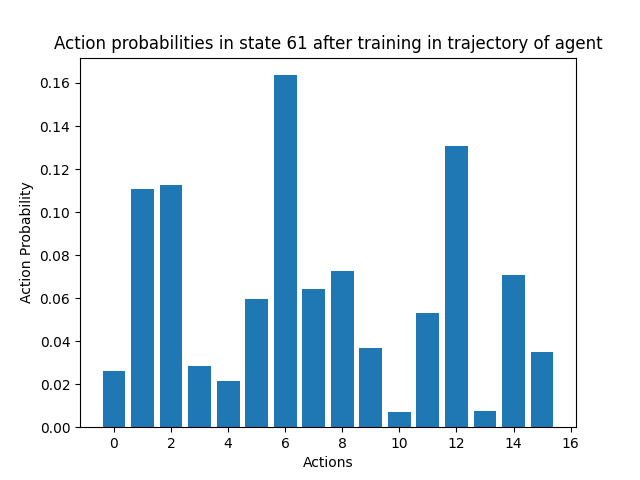 Action probabilities in state 61 after training in trajectory of agent
0.16
0.14
0.12
0.10
0.08
0.06
0.04
0.02
0.00
Action Probability
0 2 4 6 8 10 12 14 16
Actions